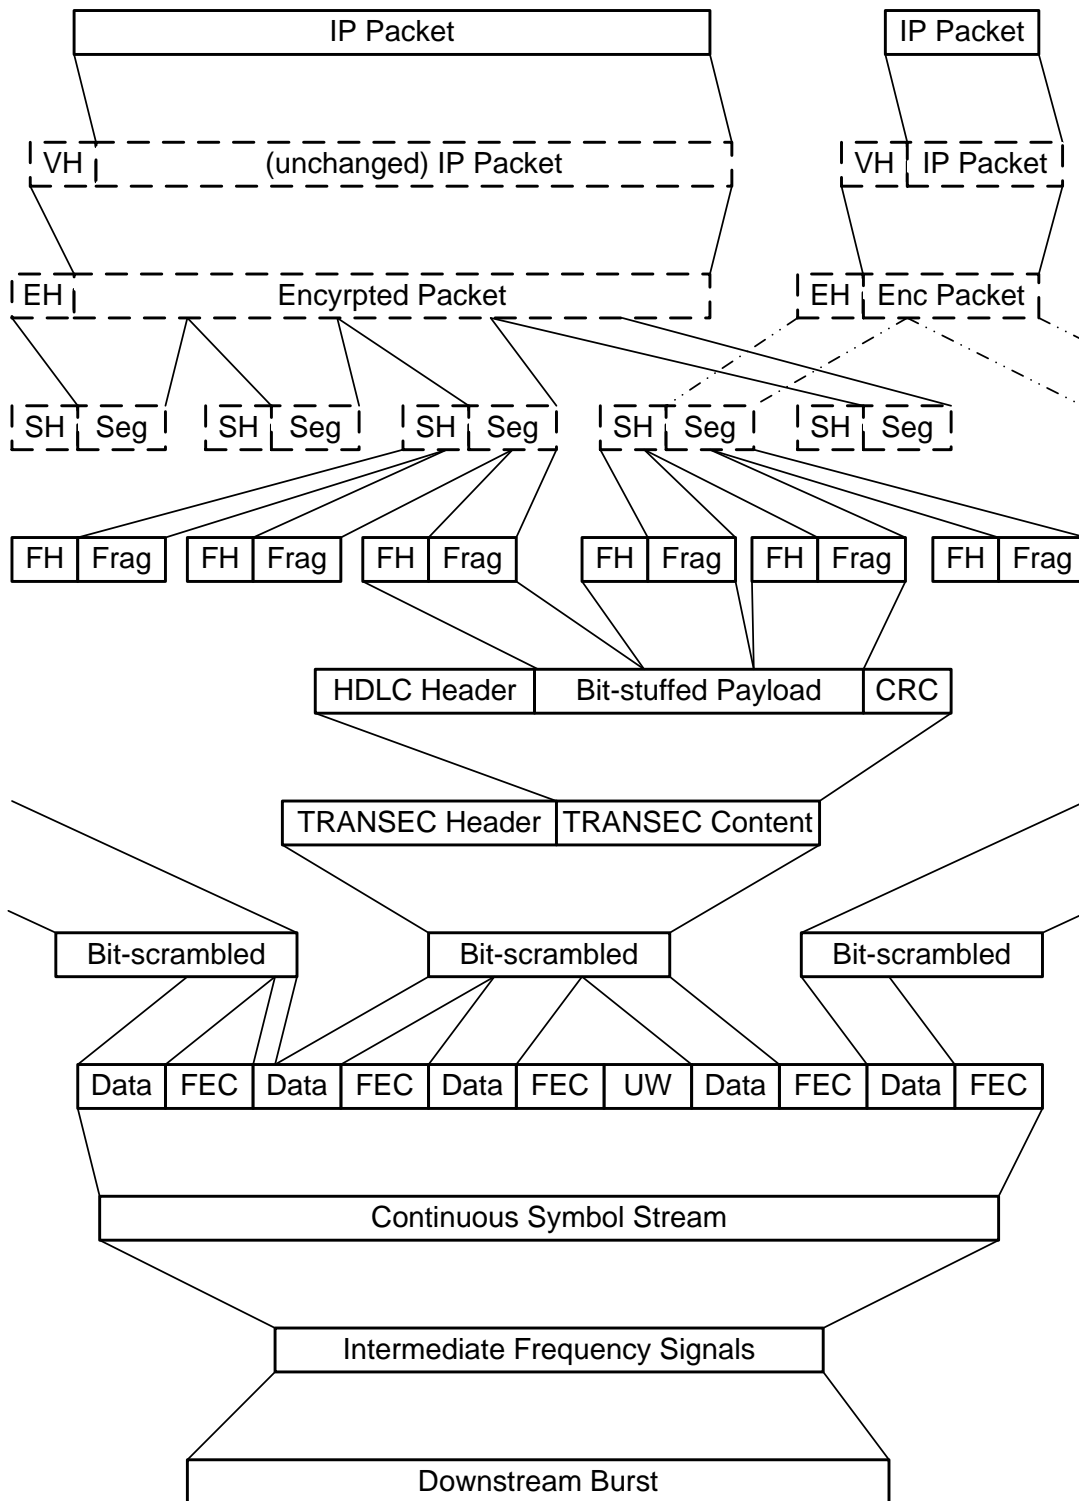 IP Packet IP Packet
VH (unchanged) IP Packet VH IP Packet
EH Encyrpted Packet EH Enc Packet
SH Seg SH Seg SH Seg SH Seg SH Seg
FH Frag FH Frag FH Frag FH Frag FH Frag FH Frag
HDLC Header Bit-stuffed Payload CRC
TRANSEC Header TRANSEC Content
Bit-scrambled Bit-scrambled Bit-scrambled
Data FEC Data FEC Data FEC UW Data FEC Data FEC
Continuous Symbol Stream
Intermediate Frequency Signals
Downstream Burst